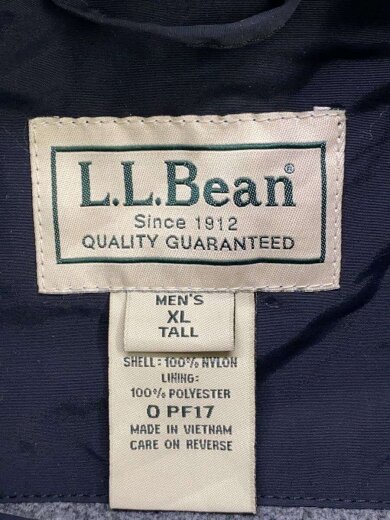 L.L.Bean®
Since 1912
QUALITY GUARANTEED
MEN'S
XL
TALL
SHELL: 100% NYLON
LINING:
100% POLYESTER
0 PF17
MADE IN VIETNAM
CARE ON REVERSE